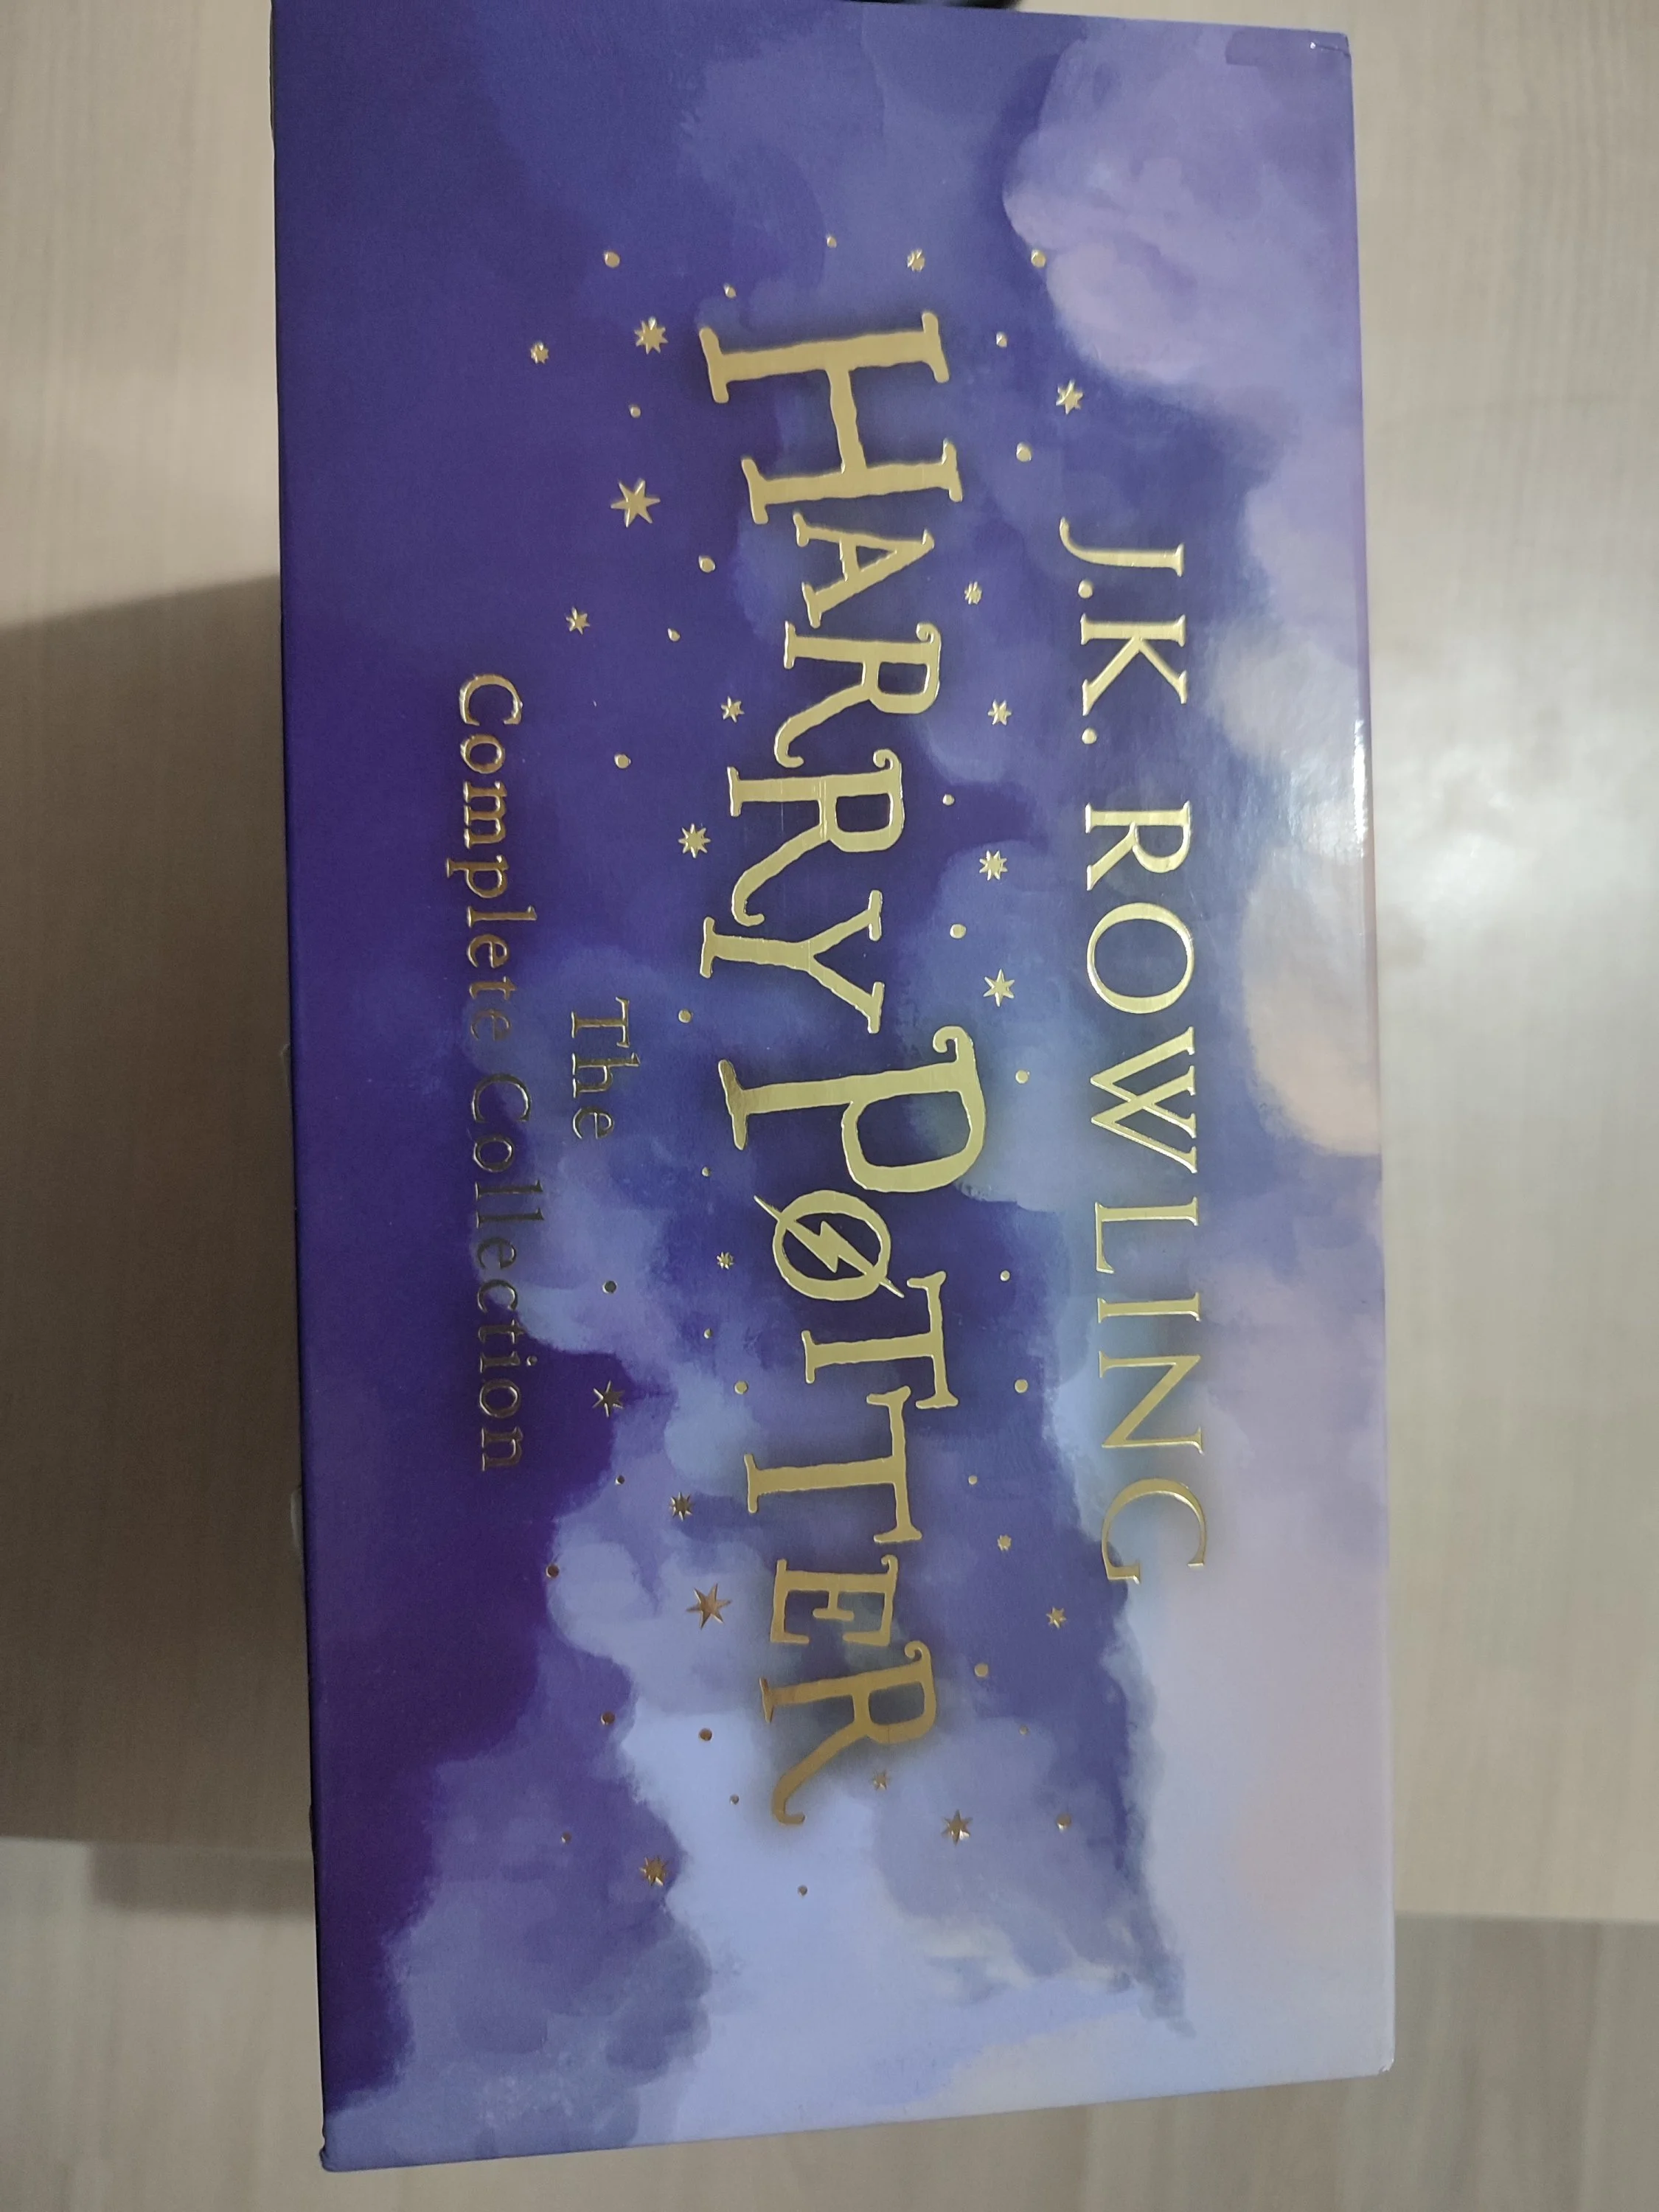 J.K. ROWLING
HARRY POTTER
The
Complete Collection